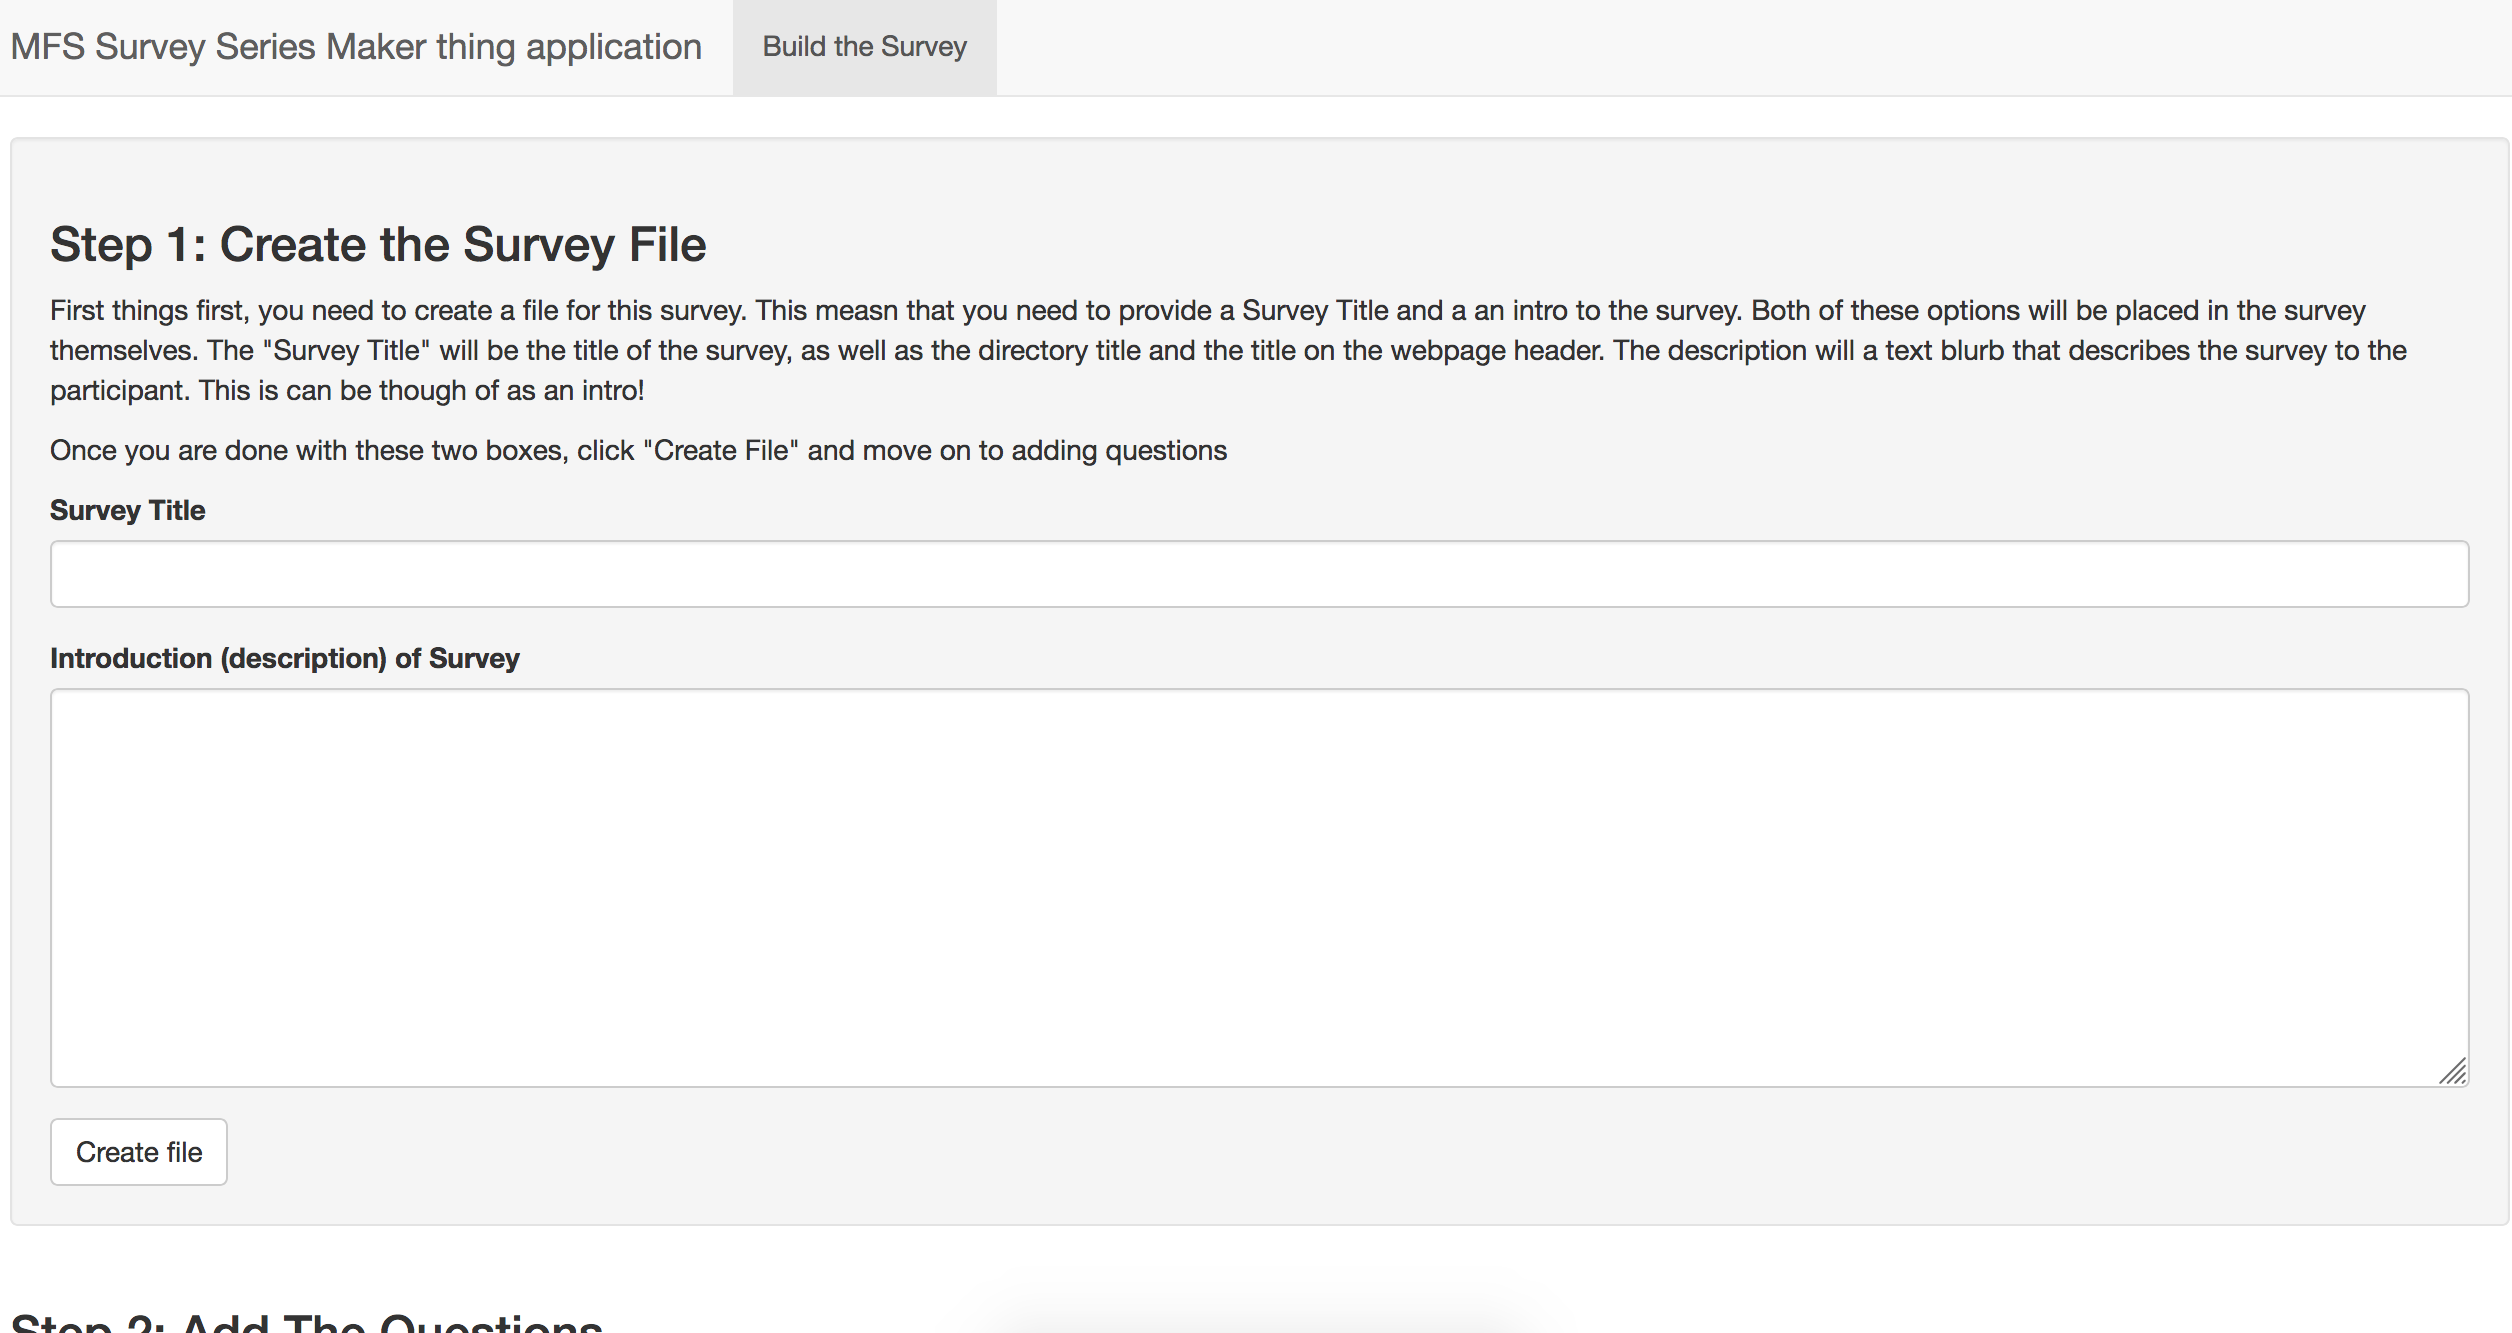 MFS Survey Series Maker thing application
Build the Survey
Step 1: Create the Survey File
First things first, you need to create a file for this survey. This measn that you need to provide a Survey Title and a an intro to the survey. Both of these options will be placed in the survey
themselves. The "Survey Title" will be the title of the survey, as well as the directory title and the title on the webpage header. The description will a text blurb that describes the survey to the
participant. This is can be though of as an intro!
Once you are done with these two boxes, click "Create File" and move on to adding questions
Survey Title
Introduction (description) of Survey
Create file
Step 2: Add The Questions